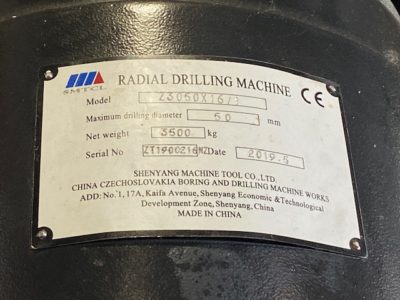 SMTCL
RADIAL DRILLING MACHINE CE
Model Z3050X16/1
Maximum drilling diameter 50 mm
Net weight 3500 kg
Serial No Date 2019.5
SHENYANG MACHINE TOOL CO.,LTD.
CHINA CZECHOSLOVAKIA BORING AND DRILLING MACHINE WORKS
ADD: No.1, 17A, Kaifa Avenue, Shenyang Economic &Technological
Development Zone, Shenyang, China
MADE IN CHINA